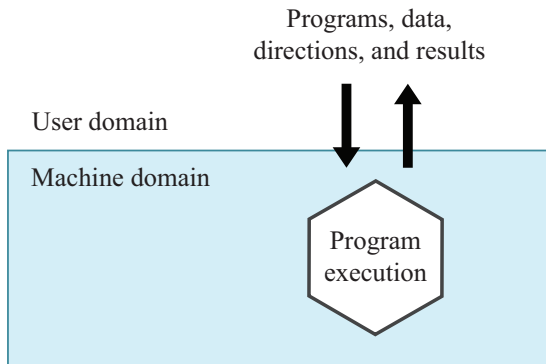 Programs, data,
directions, and results
User domain
Machine domain
Program
execution